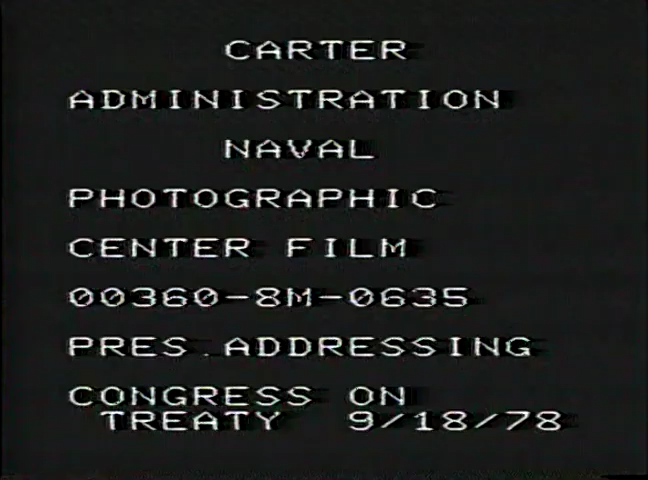 CARTER
ADMINISTRATION
NAVAL
PHOTOGRAPHIC
CENTER FILM
00360-8M-0635
PRES.ADDRESSING
CONGRESS ON
TREATY 9/18/78